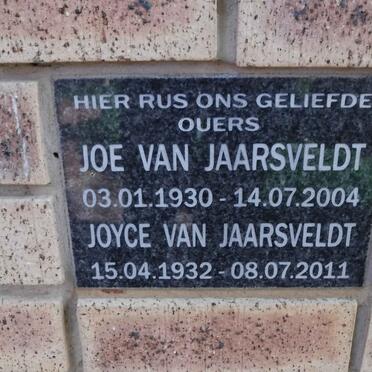 HIER RUS ONS GELIEFDE
OUERS
JOE VAN JAARSVELDT
03.01.1930 - 14.07.2004
JOYCE VAN JAARSVELDT
15.04.1932 - 08.07.2011